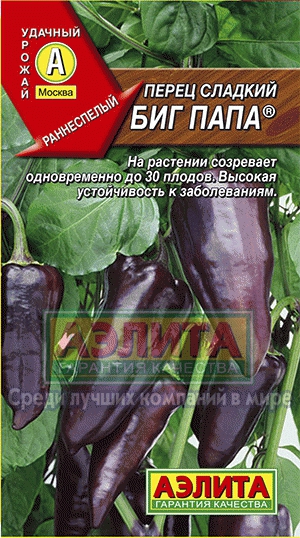 УДАЧНЫЙ
УРОЖАЙ
А
Москва
РАННЕСПЕЛЫЙ
ПЕРЕЦ СЛАДКИЙ
БИГ ПАПА®
На растении созревает
одновременно до 30 плодов. Высокая
устойчивость к заболеваниям.
АЭЛИТА
ГАРАНТИЯ КАЧЕСТВА
Среди лучших компаний в мире
АЭЛИТА
ГАРАНТИЯ КАЧЕСТВА